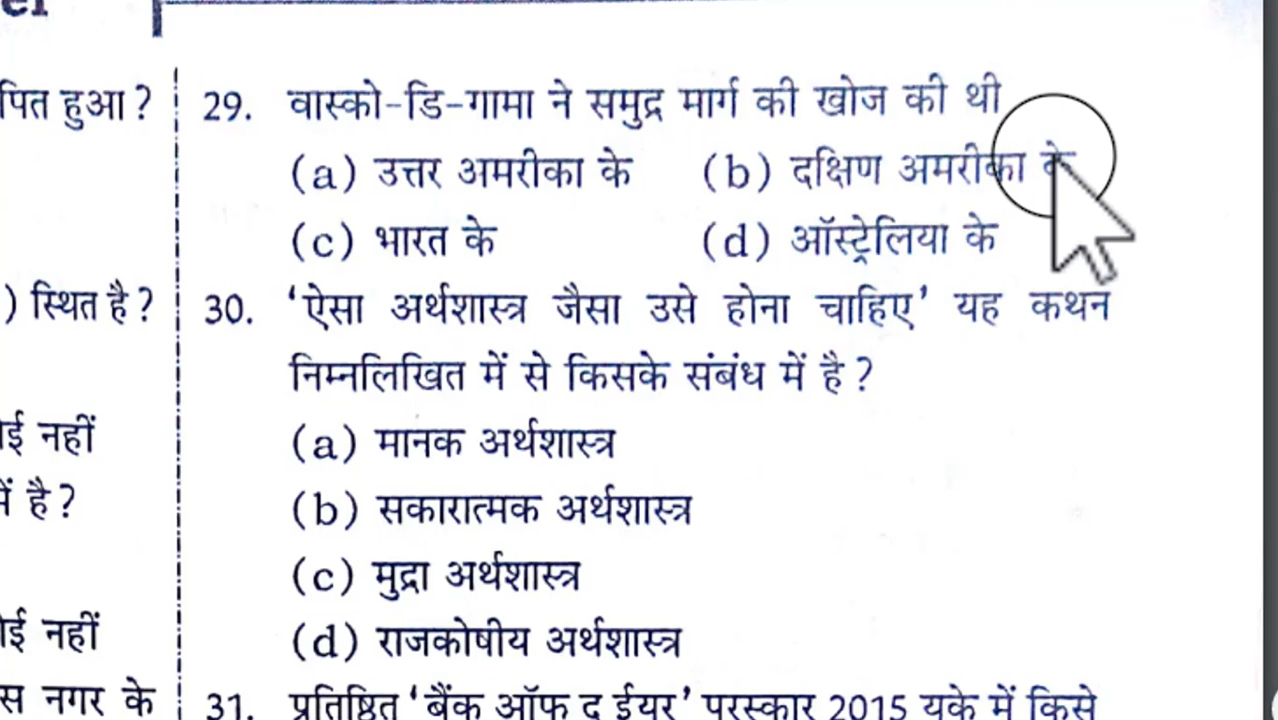 पित हुआ?
) स्थित है?
ई नहीं
में है?
ई नहीं
स नगर के
29. वास्को-डि-गामा ने समुद्र मार्ग की खोज की थी
(a) उत्तर अमरीका के (b) दक्षिण अमरीका के
(c) भारत के (d) ऑस्ट्रेलिया के
30. ‘ऐसा अर्थशास्त्र जैसा उसे होना चाहिए’ यह कथन
निम्नलिखित में से किसके संबंध में है?
(a) मानक अर्थशास्त्र
(b) सकारात्मक अर्थशास्त्र
(c) मुद्रा अर्थशास्त्र
(d) राजकोषीय अर्थशास्त्र
31. प्रतिष्ठित ‘बैंक ऑफ द ईयर’ पुरस्कार 2015 यूके में किसे